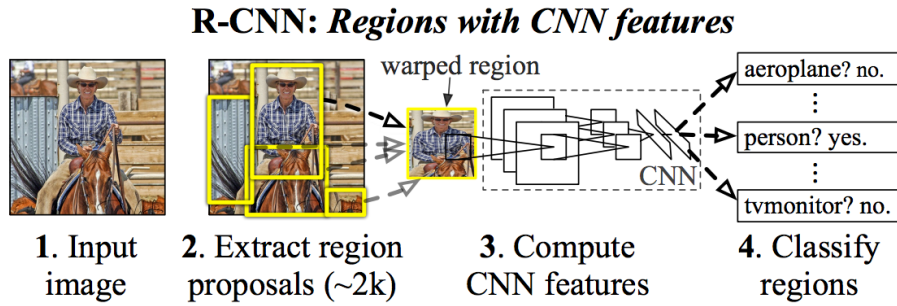 R-CNN: Regions with CNN features
warped region
aeroplane? no.
⋮
person? yes.
⋮
tvmonitor? no.
CNN
1. Input
image
2. Extract region
proposals (~2k)
3. Compute
CNN features
4. Classify
regions